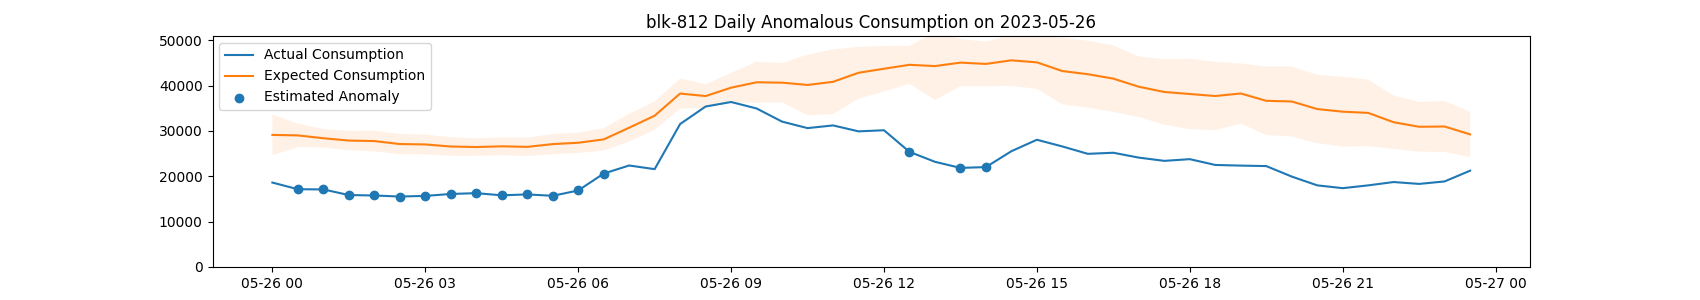 blk-812 Daily Anomalous Consumption on 2023-05-26
50000
40000
30000
20000
10000
0
Actual Consumption
Expected Consumption
Estimated Anomaly
05-26 00 05-26 03 05-26 06 05-26 09 05-26 12 05-26 15 05-26 18 05-26 21 05-27 00